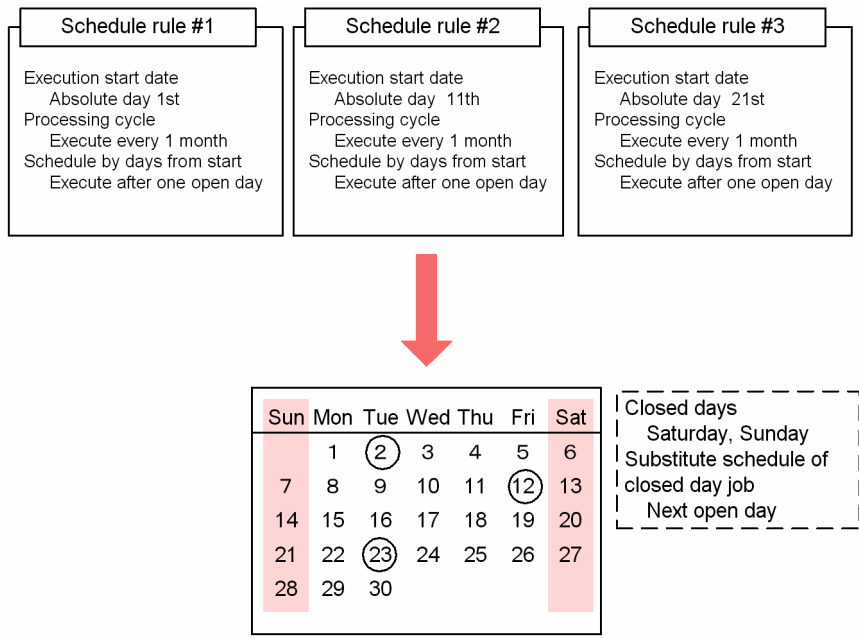 Schedule rule #1
Execution start date
Absolute day 1st
Processing cycle
Execute every 1 month
Schedule by days from start
Execute after one open day
Schedule rule #2
Execution start date
Absolute day 11th
Processing cycle
Execute every 1 month
Schedule by days from start
Execute after one open day
Schedule rule #3
Execution start date
Absolute day 21st
Processing cycle
Execute every 1 month
Schedule by days from start
Execute after one open day
Sun Mon Tue Wed Thu Fri Sat
1 2 3 4 5 6
7 8 9 10 11 12 13
14 15 16 17 18 19 20
21 22 23 24 25 26 27
28 29 30
Closed days
Saturday, Sunday
Substitute schedule of
closed day job
Next open day